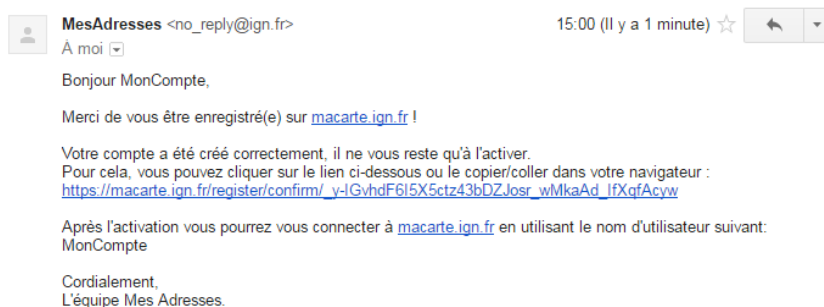 MesAdresses <no_reply@ign.fr> 15:00 (Il y a 1 minute)
À moi
Bonjour MonCompte,
Merci de vous être enregistré(e) sur macarte.ign.fr !
Votre compte a été créé correctement, il ne vous reste qu'à l'activer.
Pour cela, vous pouvez cliquer sur le lien ci-dessous ou le copier/coller dans votre navigateur :
https://macarte.ign.fr/register/confirm/_y-IGvhdF6I5X5ctz43bDZJosr_wMkaAd_IfXqfAcyw
Après l'activation vous pourrez vous connecter à macarte.ign.fr en utilisant le nom d'utilisateur suivant:
MonCompte
Cordialement,
L'équipe Mes Adresses.